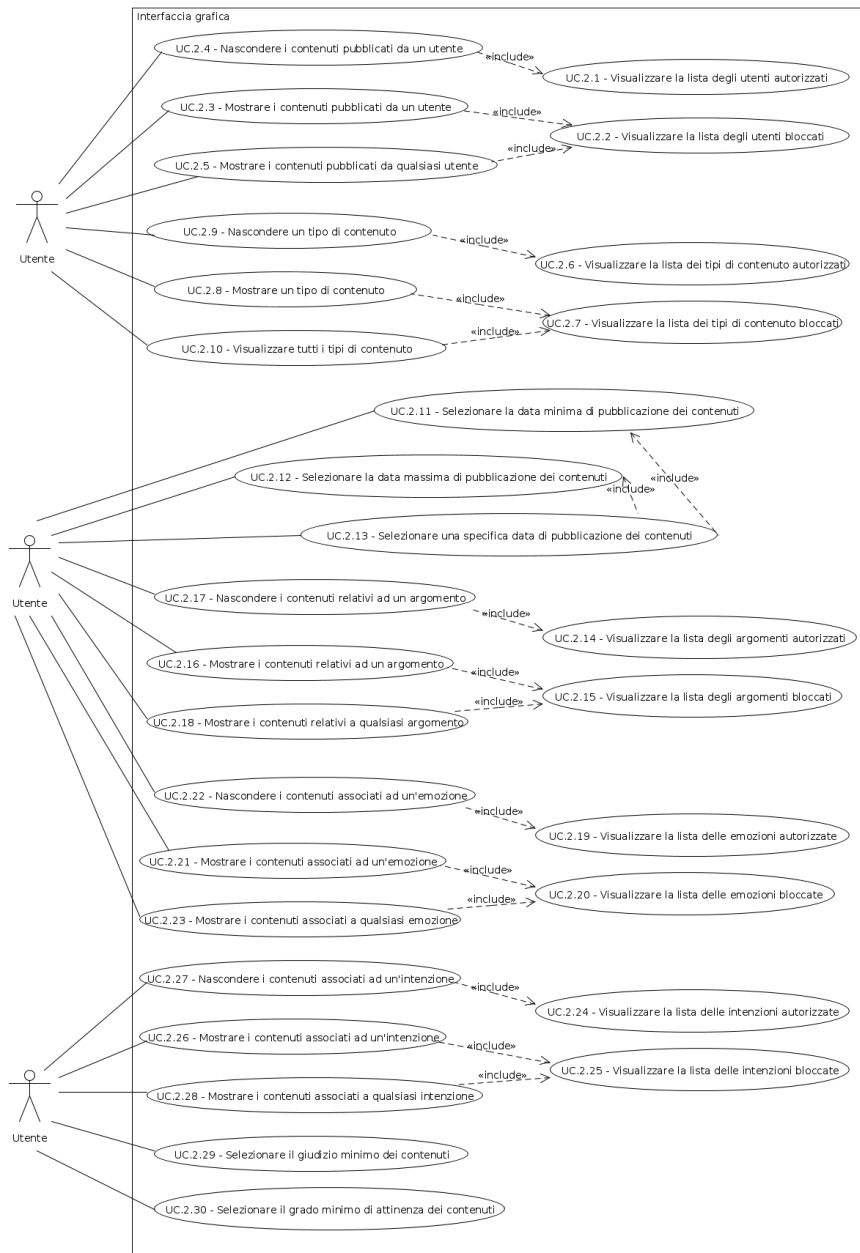 Interfaccia grafica
UC.2.4 - Nascondere i contenuti pubblicati da un utente
«include»
UC.2.1 - Visualizzare la lista degli utenti autorizzati
UC.2.3 - Mostrare i contenuti pubblicati da un utente
«include»
UC.2.2 - Visualizzare la lista degli utenti bloccati
«include»
UC.2.5 - Mostrare i contenuti pubblicati da qualsiasi utente
UC.2.9 - Nascondere un tipo di contenuto
«include»
Utente
UC.2.6 - Visualizzare la lista dei tipi di contenuto autorizzati
UC.2.8 - Mostrare un tipo di contenuto
«include»
UC.2.7 - Visualizzare la lista dei tipi di contenuto bloccati
«include»
UC.2.10 - Visualizzare tutti i tipi di contenuto
UC.2.11 - Selezionare la data minima di pubblicazione dei contenuti
UC.2.12 - Selezionare la data massima di pubblicazione dei contenuti
«include»
«include»
UC.2.13 - Selezionare una specifica data di pubblicazione dei contenuti
Utente
UC.2.17 - Nascondere i contenuti relativi ad un argomento
«include»
UC.2.14 - Visualizzare la lista degli argomenti autorizzati
UC.2.16 - Mostrare i contenuti relativi ad un argomento
«include»
UC.2.15 - Visualizzare la lista degli argomenti bloccati
«include»
UC.2.18 - Mostrare i contenuti relativi a qualsiasi argomento
UC.2.22 - Nascondere i contenuti associati ad un'emozione
«include»
UC.2.19 - Visualizzare la lista delle emozioni autorizzate
UC.2.21 - Mostrare i contenuti associati ad un'emozione
«include»
UC.2.20 - Visualizzare la lista delle emozioni bloccate
«include»
UC.2.23 - Mostrare i contenuti associati a qualsiasi emozione
UC.2.27 - Nascondere i contenuti associati ad un'intenzione
«include»
UC.2.24 - Visualizzare la lista delle intenzioni autorizzate
UC.2.26 - Mostrare i contenuti associati ad un'intenzione
«include»
UC.2.25 - Visualizzare la lista delle intenzioni bloccate
«include»
UC.2.28 - Mostrare i contenuti associati a qualsiasi intenzione
Utente
UC.2.29 - Selezionare il giudizio minimo dei contenuti
UC.2.30 - Selezionare il grado minimo di attinenza dei contenuti